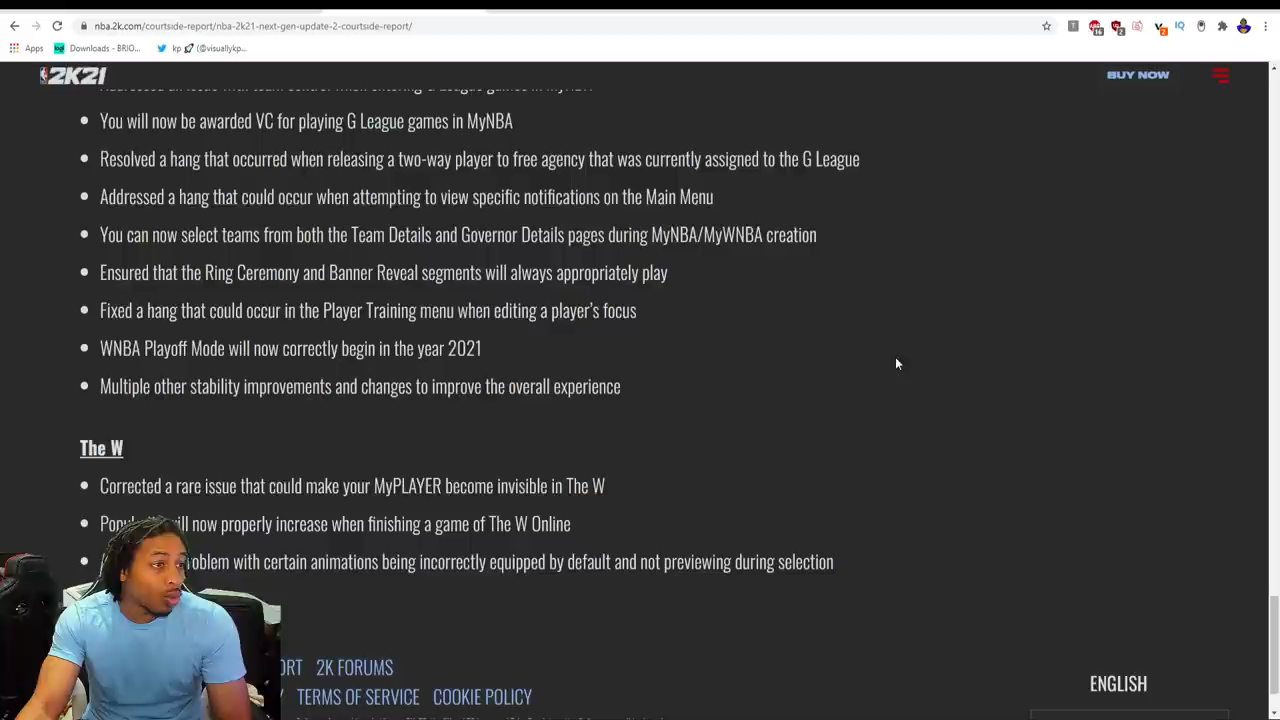 nba.2k.com/courtside-report/nba-2k21-next-gen-update-2-courtside-report/
Apps Downloads - BRIO... kp (@visuallykp...
2K21 BUY NOW
You will now be awarded VC for playing G League games in MyNBA
Resolved a hang that occurred when releasing a two-way player to free agency that was currently assigned to the G League
Addressed a hang that could occur when attempting to view specific notifications on the Main Menu
You can now select teams from both the Team Details and Governor Details pages during MyNBA/MyWNBA creation
Ensured that the Ring Ceremony and Banner Reveal segments will always appropriately play
Fixed a hang that could occur in the Player Training menu when editing a player's focus
WNBA Playoff Mode will now correctly begin in the year 2021
Multiple other stability improvements and changes to improve the overall experience
The W
Corrected a rare issue that could make your MyPLAYER become invisible in The W
will now properly increase when finishing a game of The W Online
problem with certain animations being incorrectly equipped by default and not previewing during selection
ORT 2K FORUMS
TERMS OF SERVICE COOKIE POLICY
ENGLISH